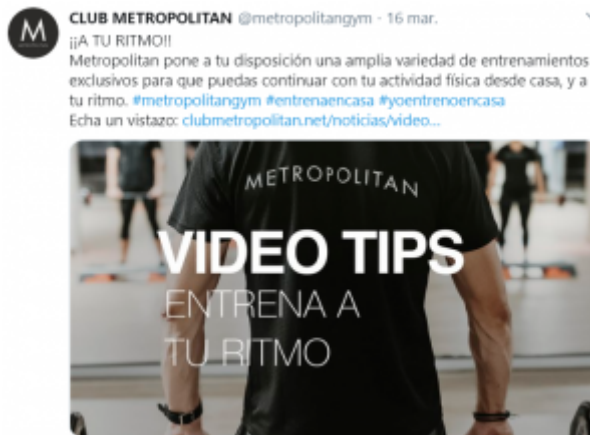 CLUB METROPOLITAN @metropolitangym · 16 mar.
¡¡A TU RITMO!!
Metropolitan pone a tu disposición una amplia variedad de entrenamientos
exclusivos para que puedas continuar con tu actividad física desde casa, y a
tu ritmo. #metropolitangym #entrenaencasa #yoentrenoencasa
Echa un vistazo: clubmetropolitan.net/noticias/video...
M
METROPOLITAN
VIDEO TIPS
ENTRENA A
TU RITMO